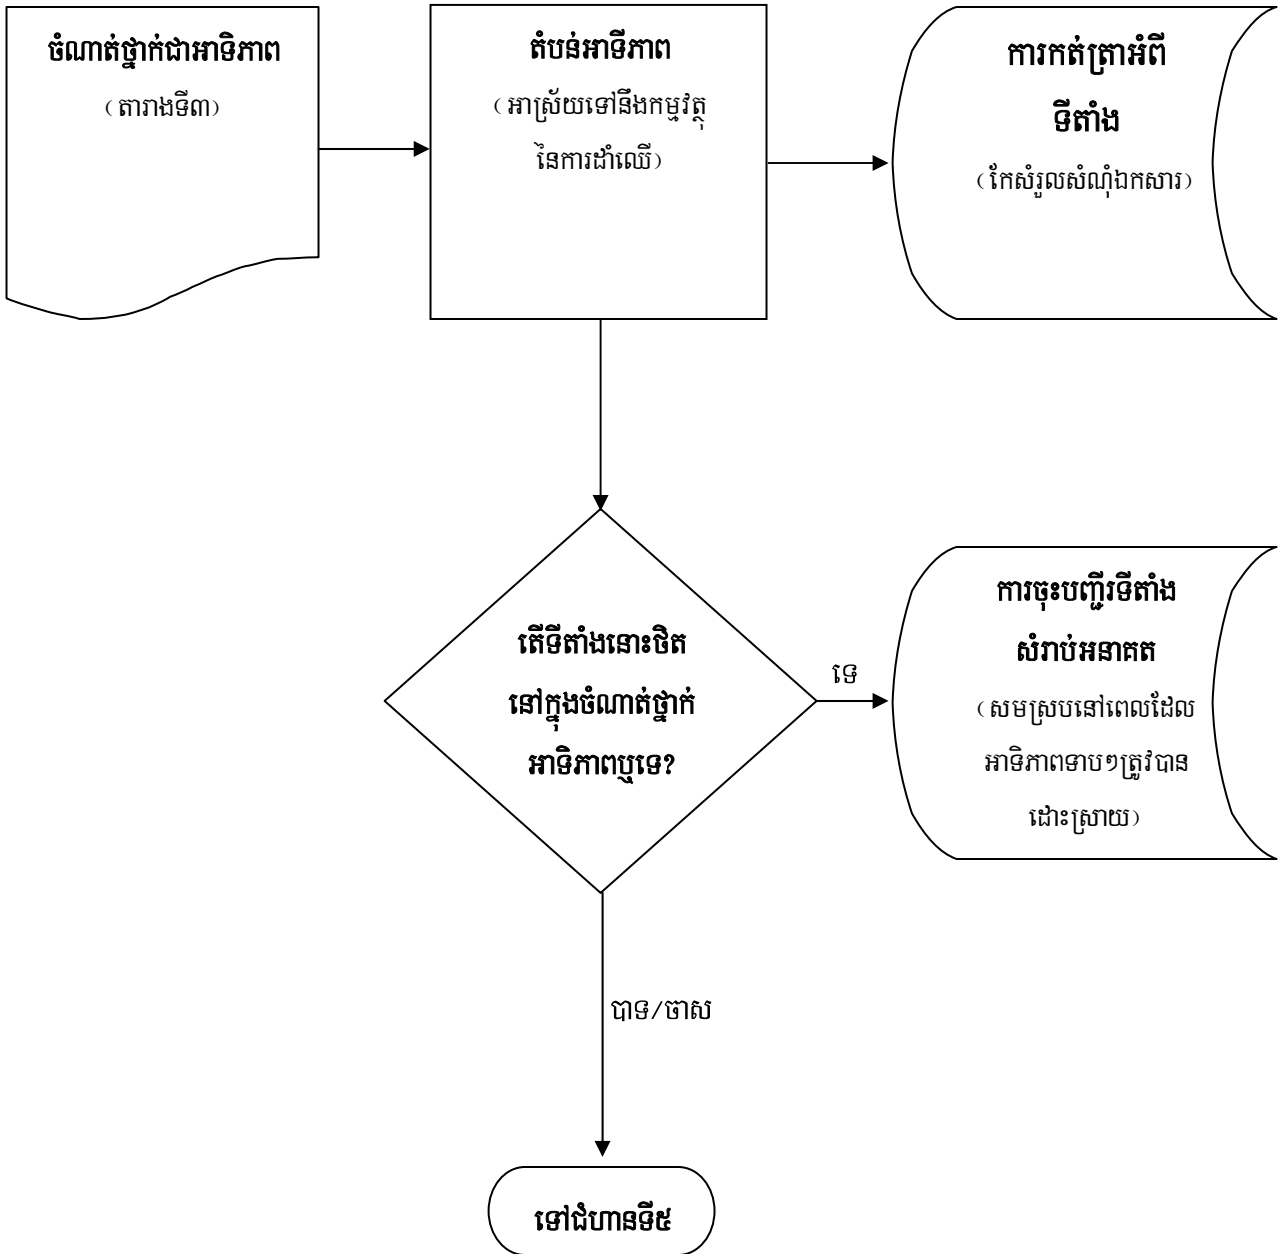 ចំណាត់ថ្នាក់ជាអាទិភាព
(តារាងទី៣)
តំបន់អាទីភាព
(អាស្រ័យទៅនឹងកម្មវត្ថុ
នៃការដាំឈើ)
ការកត់ត្រាអំពី
ទីតាំង
(កែសំរួលសំណុំឯកសារ)
តើទីតាំងនោះថិត
នៅក្នុងចំណាត់ថ្នាក់
អាទិភាពឬទេ?
ទេ
ការចុះបញ្ជីរទីតាំង
សំរាប់អនាគត
(សមស្របនៅពេលដែល
អាទិភាពទាបៗត្រូវបាន
ដោះស្រាយ)
បាទ/ចាស
ទៅជំហានទី៥